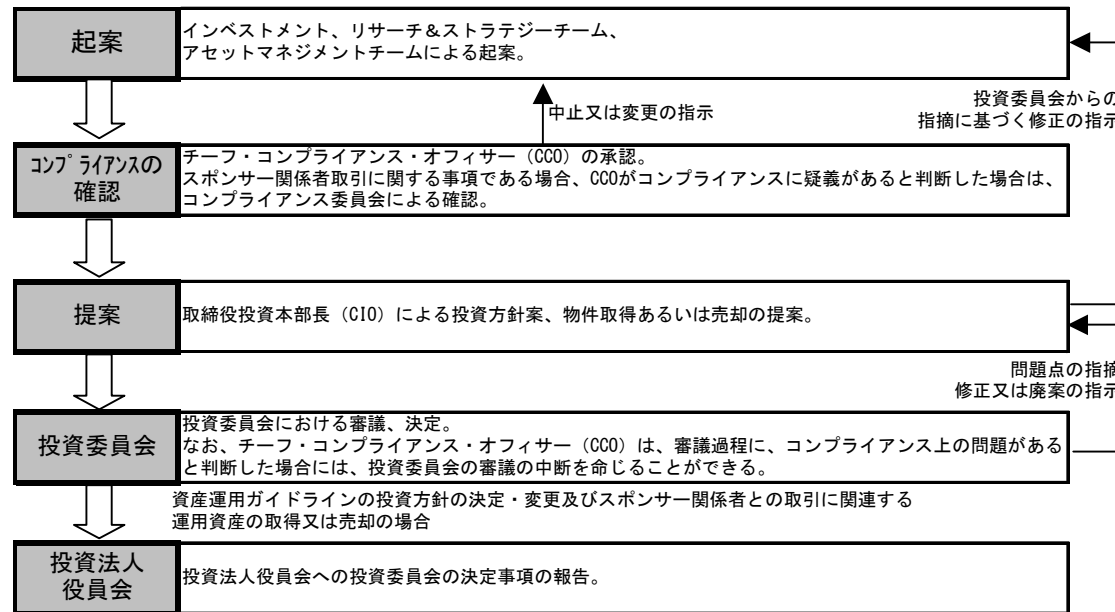 起案
インベストメント、リサーチ＆ストラテジーチーム、
アセットマネジメントチームによる起案。
中止又は変更の指示
投資委員会からの
指摘に基づく修正の指示
ｺﾝﾌﾟﾗｲｱﾝｽの
確認
チーフ・コンプライアンス・オフィサー（CCO）の承認。
スポンサー関係者取引に関する事項である場合、CCOがコンプライアンスに疑義があると判断した場合は、
コンプライアンス委員会による確認。
提案
取締役投資本部長（CIO）による投資方針案、物件取得あるいは売却の提案。
問題点の指摘
修正又は廃案の指示
投資委員会
投資委員会における審議、決定。
なお、チーフ・コンプライアンス・オフィサー（CCO）は、審議過程に、コンプライアンス上の問題がある
と判断した場合には、投資委員会の審議の中断を命じることができる。
資産運用ガイドラインの投資方針の決定・変更及びスポンサー関係者との取引に関連する
運用資産の取得又は売却の場合
投資法人
役員会
投資法人役員会への投資委員会の決定事項の報告。